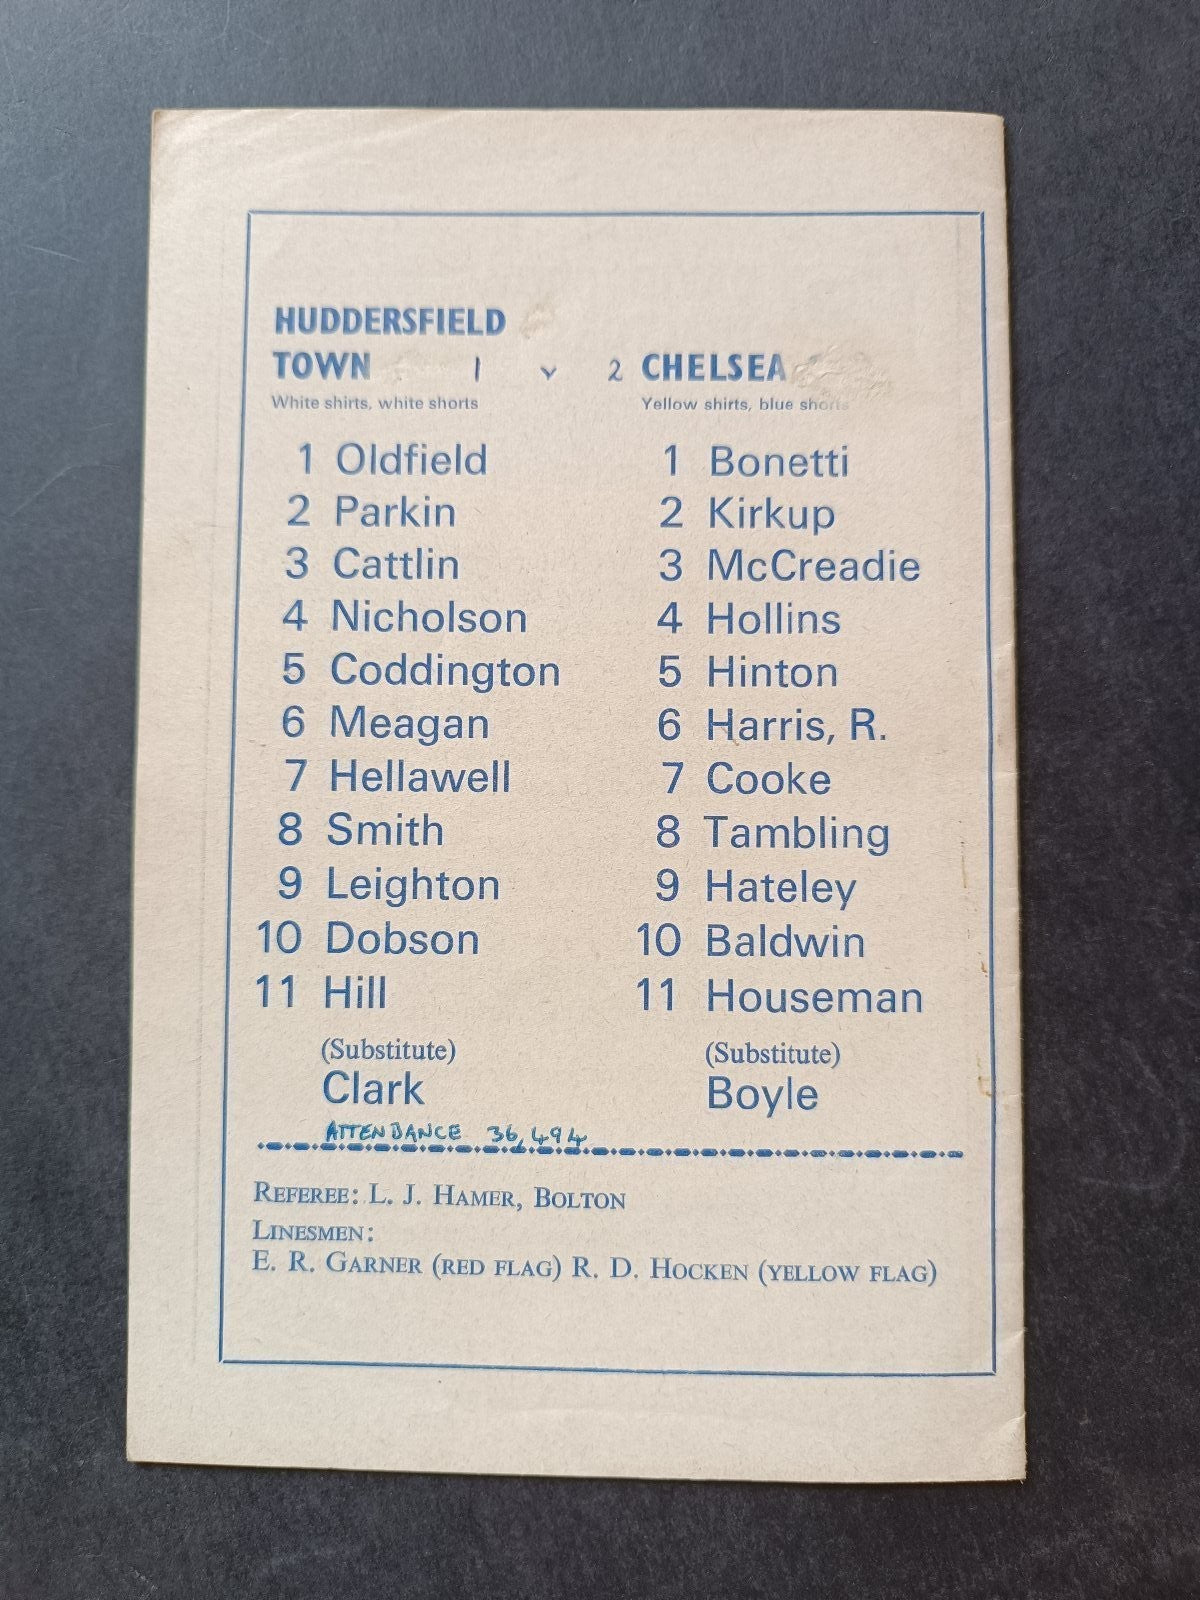 HUDDERSFIELD
TOWN 1 v 2 CHELSEA
White shirts, white shorts Yellow shirts, blue shorts
1 Oldfield 1 Bonetti
2 Parkin 2 Kirkup
3 Cattlin 3 McCreadie
4 Nicholson 4 Hollins
5 Coddington 5 Hinton
6 Meagan 6 Harris, R.
7 Hellawell 7 Cooke
8 Smith 8 Tambling
9 Leighton 9 Hateley
10 Dobson 10 Baldwin
11 Hill 11 Houseman
(Substitute) (Substitute)
Clark Boyle
ATTENDANCE 36,494
REFEREE: L. J. HAMER, BOLTON
LINESMEN:
E. R. GARNER (RED FLAG) R. D. HOCKEN (YELLOW FLAG)